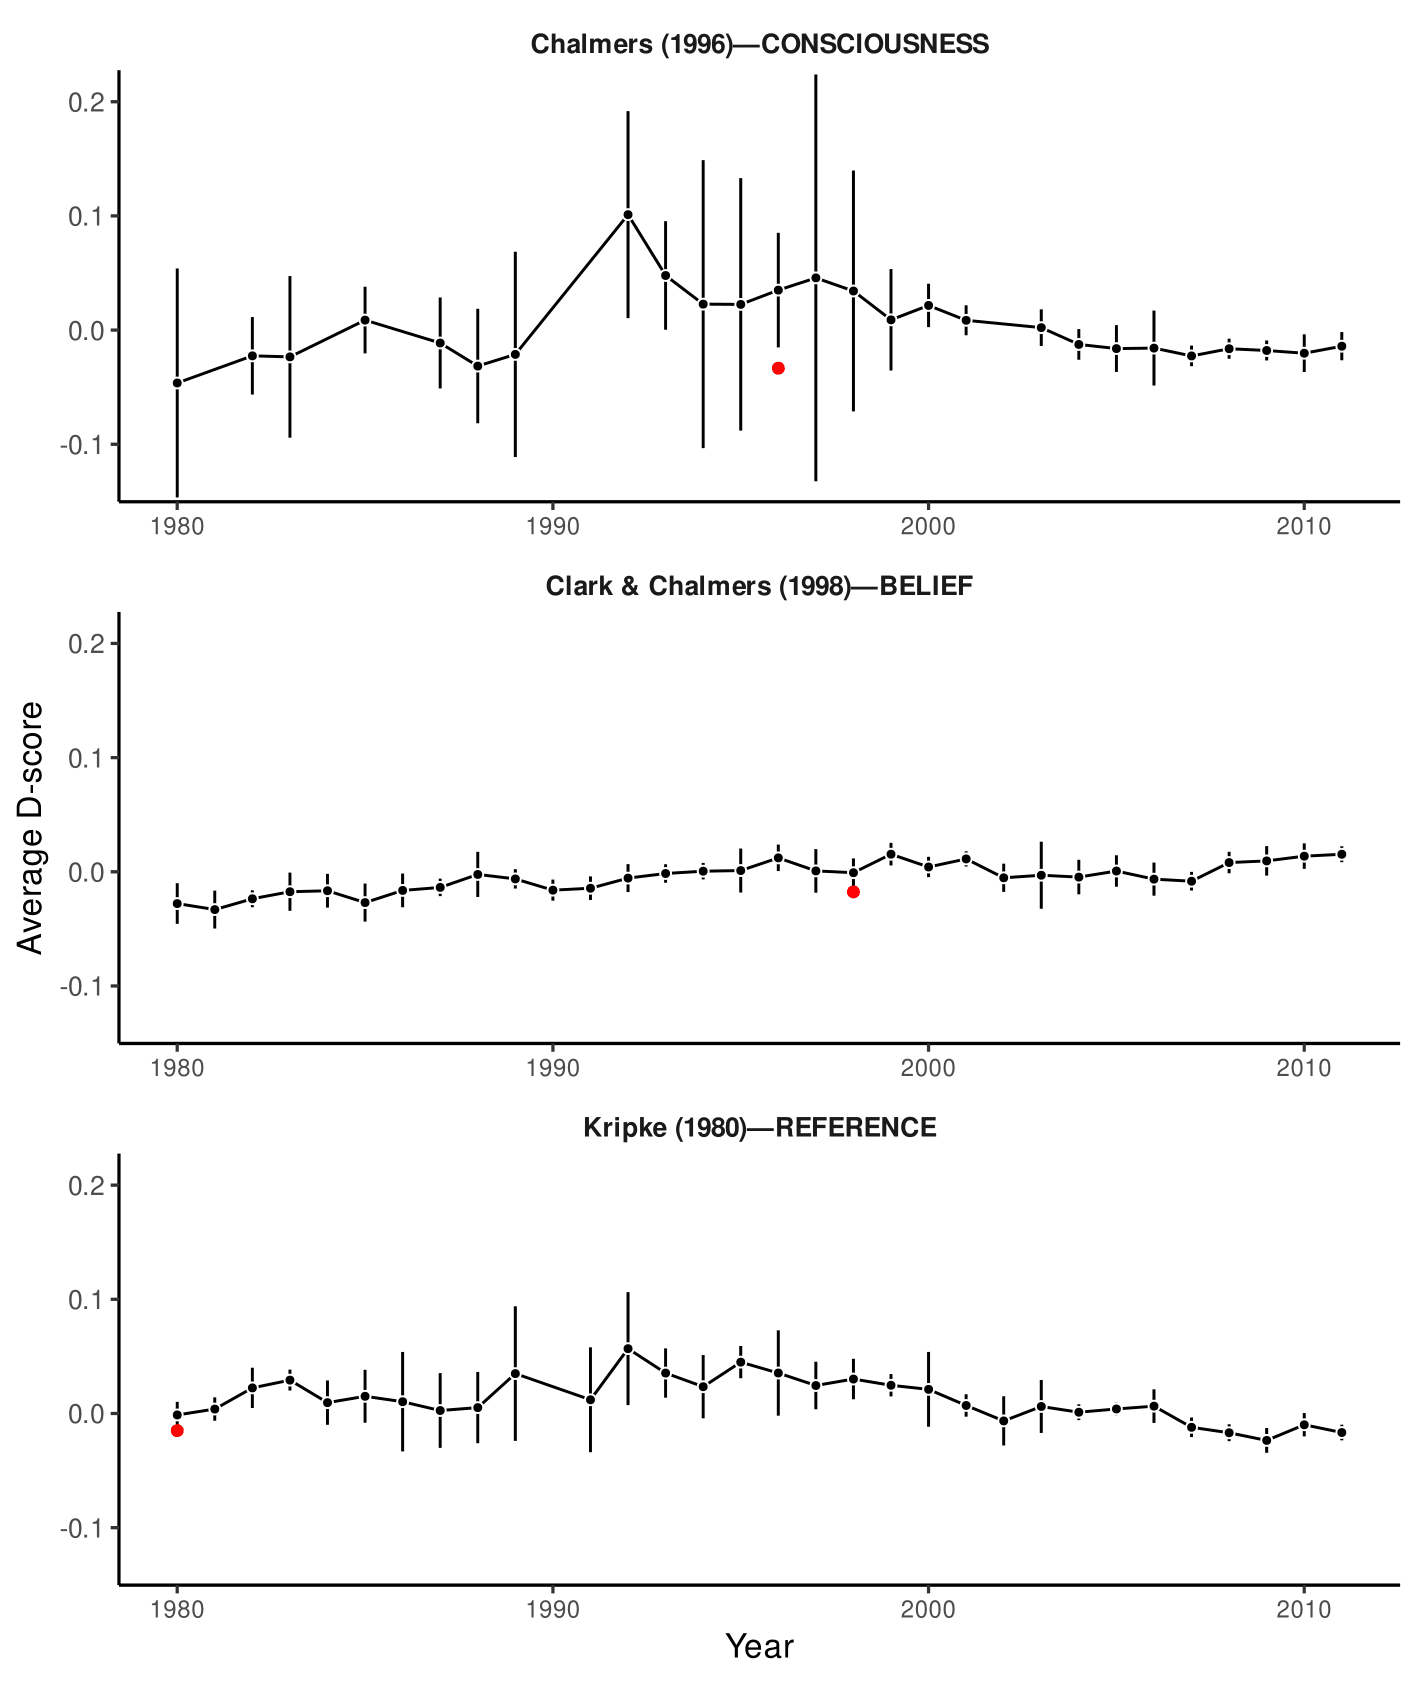 Chalmers (1996)—CONSCIOUSNESS
0.2
0.1
0.0
-0.1
1980 1990 2000 2010
Clark & Chalmers (1998)—BELIEF
0.2
0.1
0.0
-0.1
1980 1990 2000 2010
Average D-score
Kripke (1980)—REFERENCE
0.2
0.1
0.0
-0.1
1980 1990 2000 2010
Year